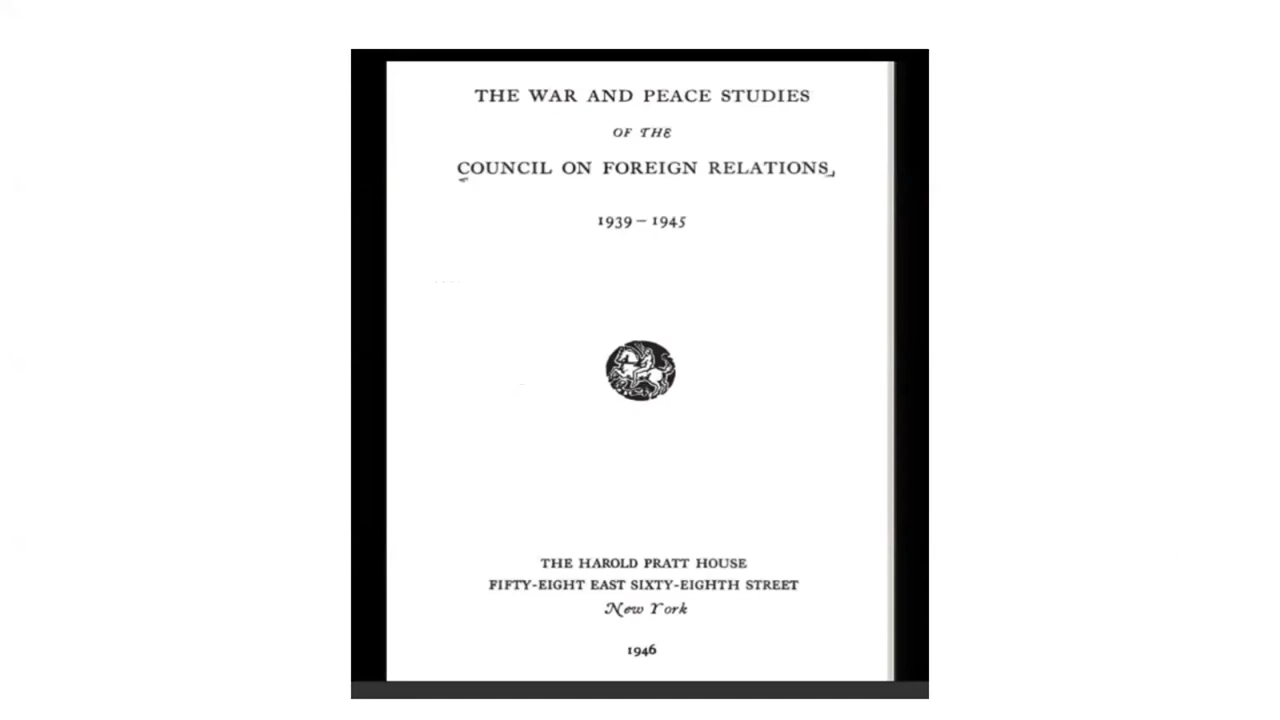 THE WAR AND PEACE STUDIES
OF THE
COUNCIL ON FOREIGN RELATIONS
1939–1945
THE HAROLD PRATT HOUSE
FIFTY-EIGHT EAST SIXTY-EIGHTH STREET
New York
1946